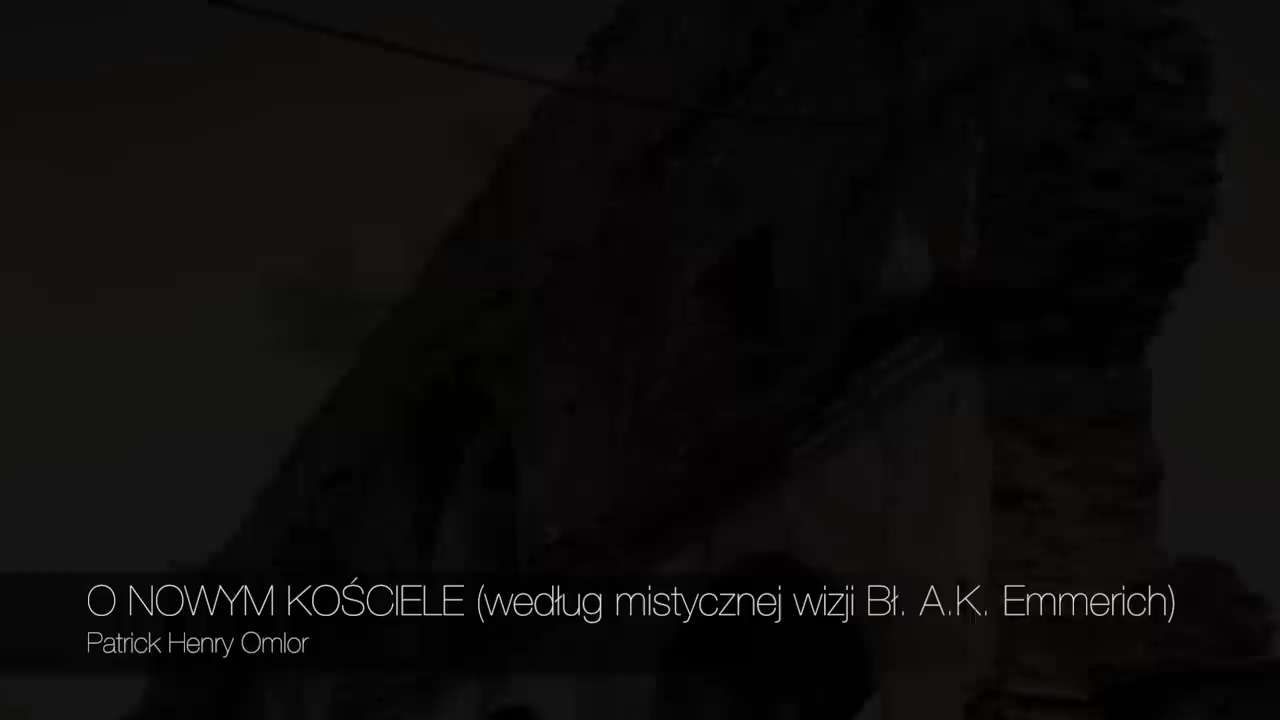 O NOWYM KOŚCIELE (według mistycznej wizji Bł. A.K. Emmerich)
Patrick Henry Omlor